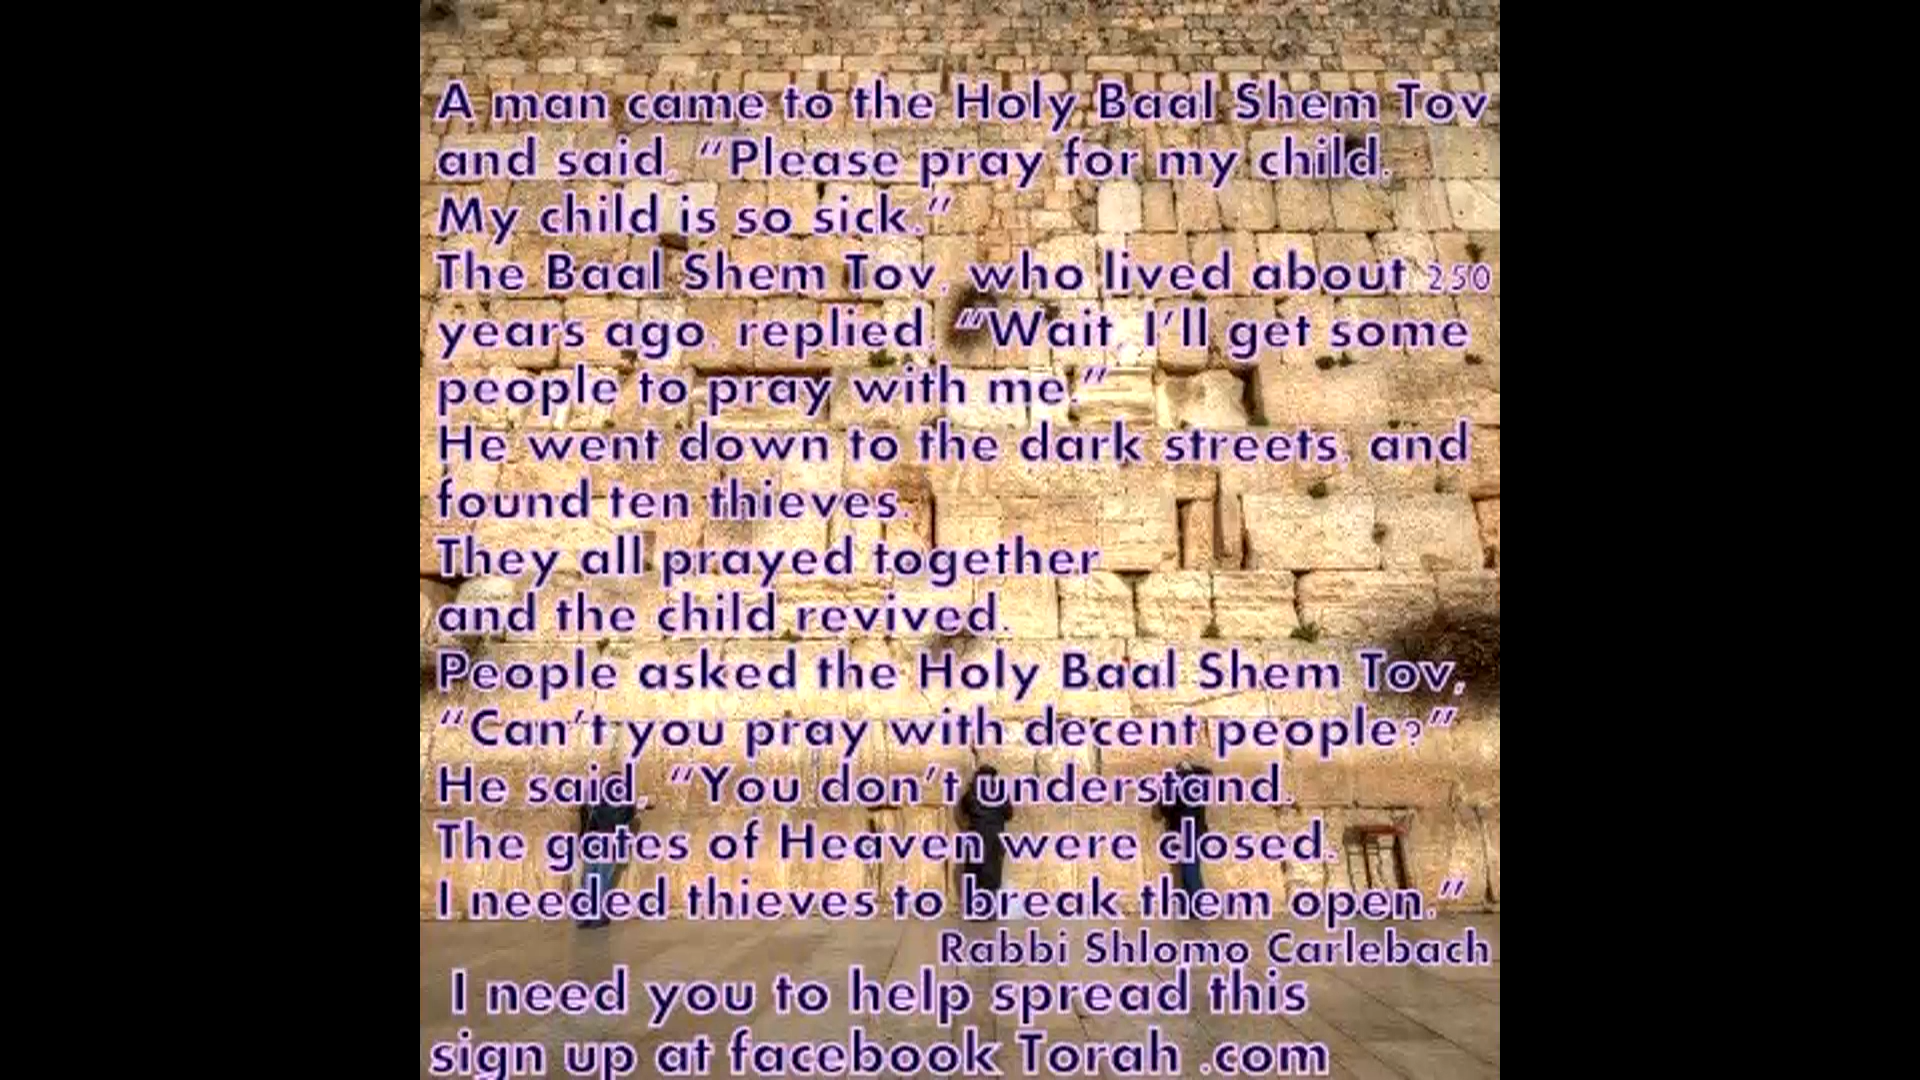 A man came to the Holy Baal Shem Tov
and said, “Please pray for my child.
My child is so sick.”
The Baal Shem Tov, who lived about 250
years ago, replied, “Wait, I’ll get some
people to pray with me.”
He went down to the dark streets, and
found ten thieves.
They all prayed together
and the child revived.
People asked the Holy Baal Shem Tov,
“Can’t you pray with decent people?”
He said, “You don’t understand.
The gates of Heaven were closed.
I needed thieves to break them open.”
Rabbi Shlomo Carlebach
I need you to help spread this
sign up at facebook Torah .com